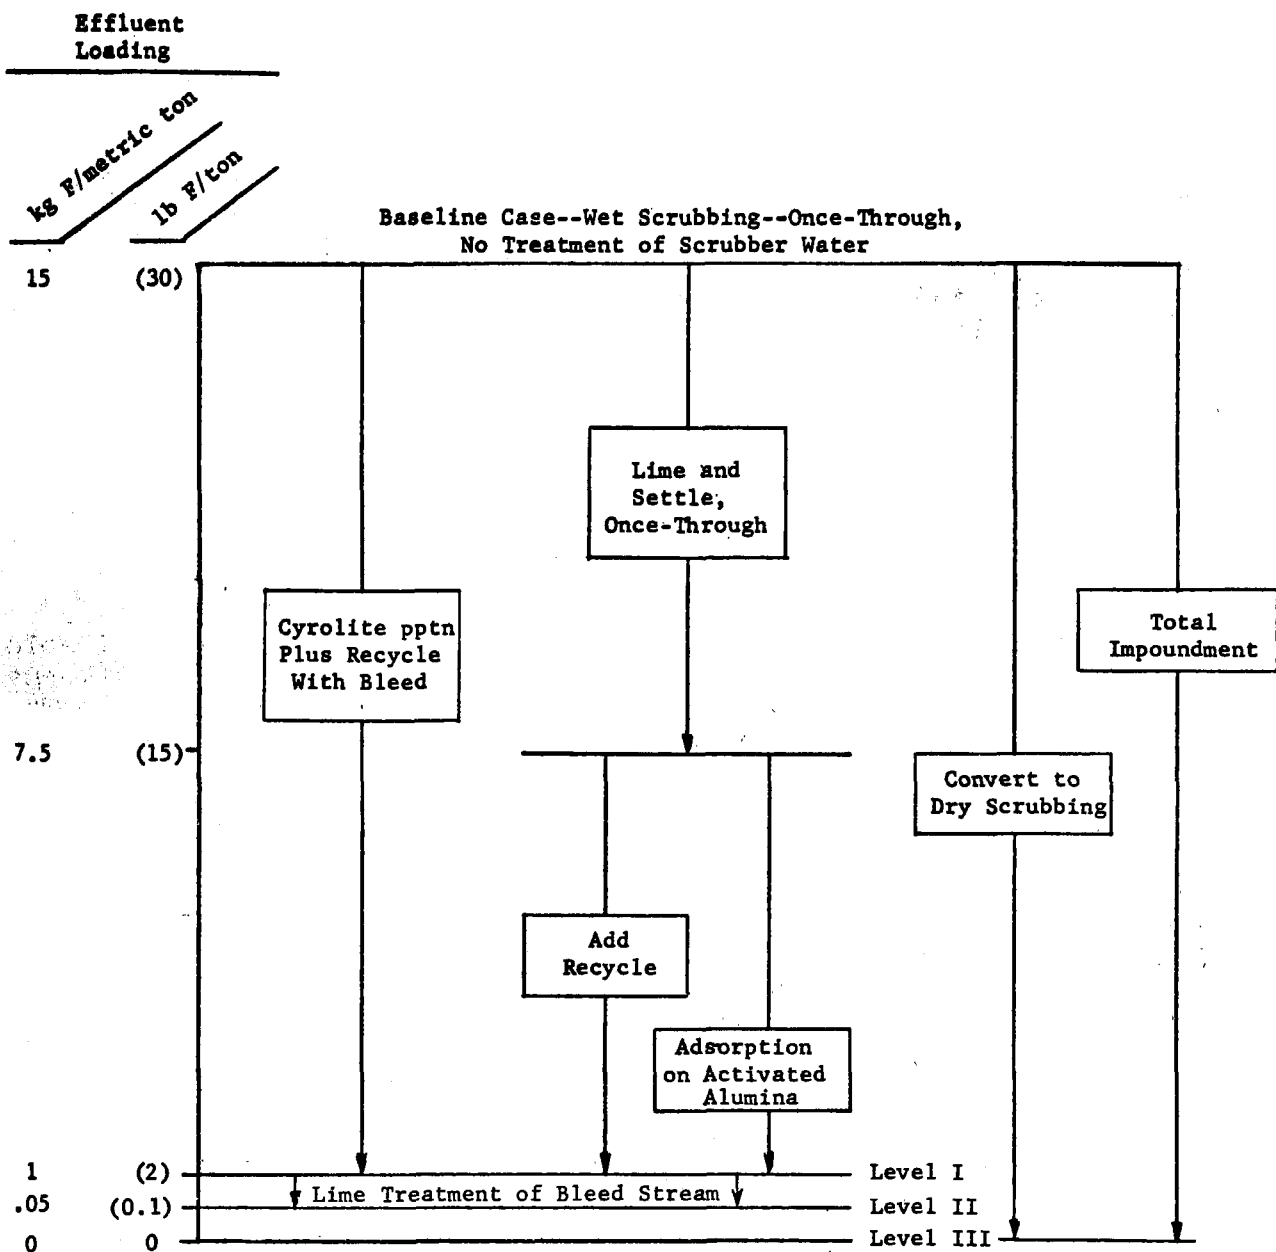 Effluent
Loading
kg F/metric ton
lb F/ton
Baseline Case--Wet Scrubbing--Once-Through,
No Treatment of Scrubber Water
15 (30)
Lime and
Settle,
Once-Through
Cyrolite pptn
Plus Recycle
With Bleed
Total
Impoundment
7.5 (15)
Convert to
Dry Scrubbing
Add
Recycle
Adsorption
on Activated
Alumina
1 (2) Level I
Lime Treatment of Bleed Stream
.05 (0.1) Level II
0 0 Level III